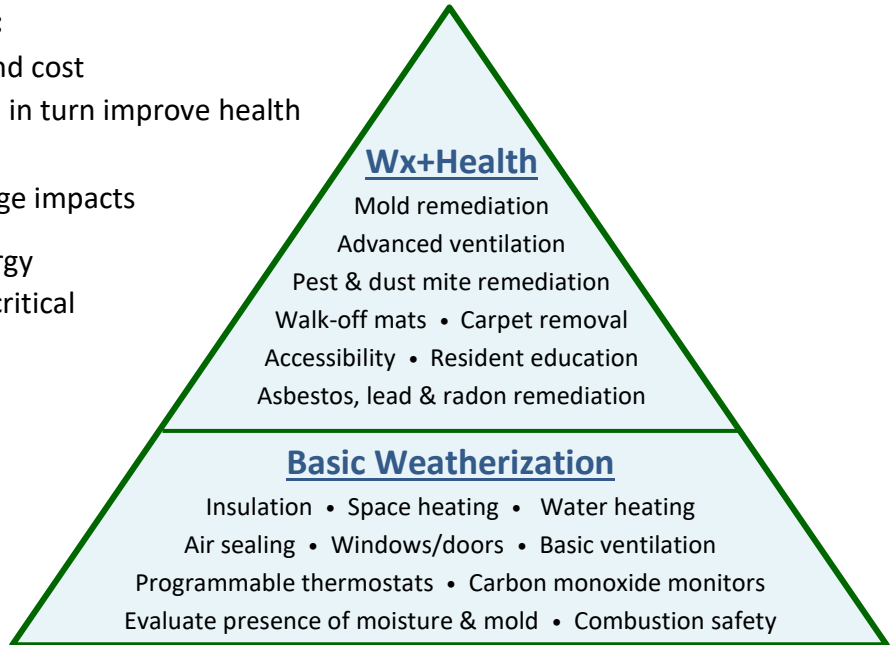 :
nd cost
in turn improve health
ge impacts
rgy
critical
Wx+Health
Mold remediation
Advanced ventilation
Pest & dust mite remediation
Walk-off mats • Carpet removal
Accessibility • Resident education
Asbestos, lead & radon remediation
Basic Weatherization
Insulation • Space heating • Water heating
Air sealing • Windows/doors • Basic ventilation
Programmable thermostats • Carbon monoxide monitors
Evaluate presence of moisture & mold • Combustion safety